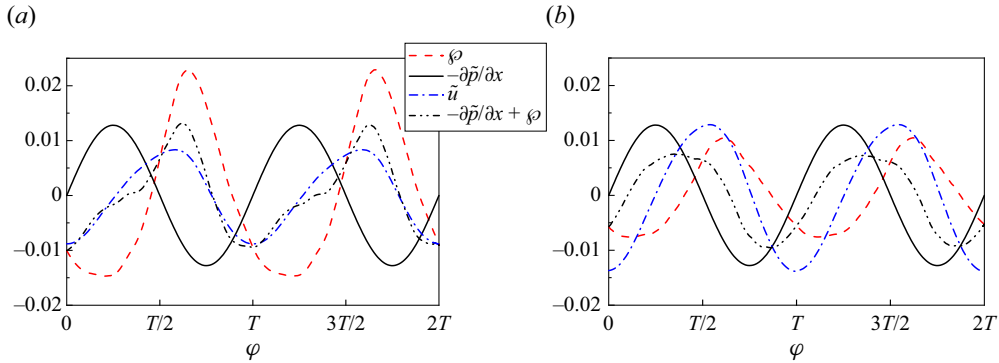 (a)
(b)
℘
−∂p̃/∂x
ũ
−∂p̃/∂x + ℘
0.02
0.01
0
−0.01
−0.02
0 T/2 T 3T/2 2T
φ
0.02
0.01
0
−0.01
−0.02
0 T/2 T 3T/2 2T
φ